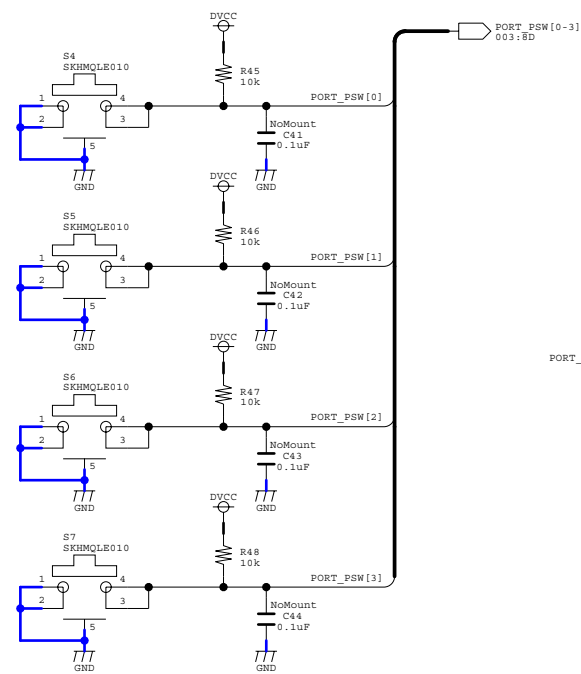 DVCC
PORT_PSW[0-3]
003:8D
S4
SKHMQLE010
R45
10k
1
4
PORT_PSW[0]
2
3
NoMount
C41
0.1uF
5
GND
GND
DVCC
S5
SKHMQLE010
R46
10k
1
4
PORT_PSW[1]
2
3
NoMount
C42
0.1uF
5
GND
GND
DVCC
PORT_
S6
SKHMQLE010
R47
10k
1
4
PORT_PSW[2]
2
3
NoMount
C43
0.1uF
5
GND
GND
DVCC
S7
SKHMQLE010
R48
10k
1
4
PORT_PSW[3]
2
3
NoMount
C44
0.1uF
5
GND
GND